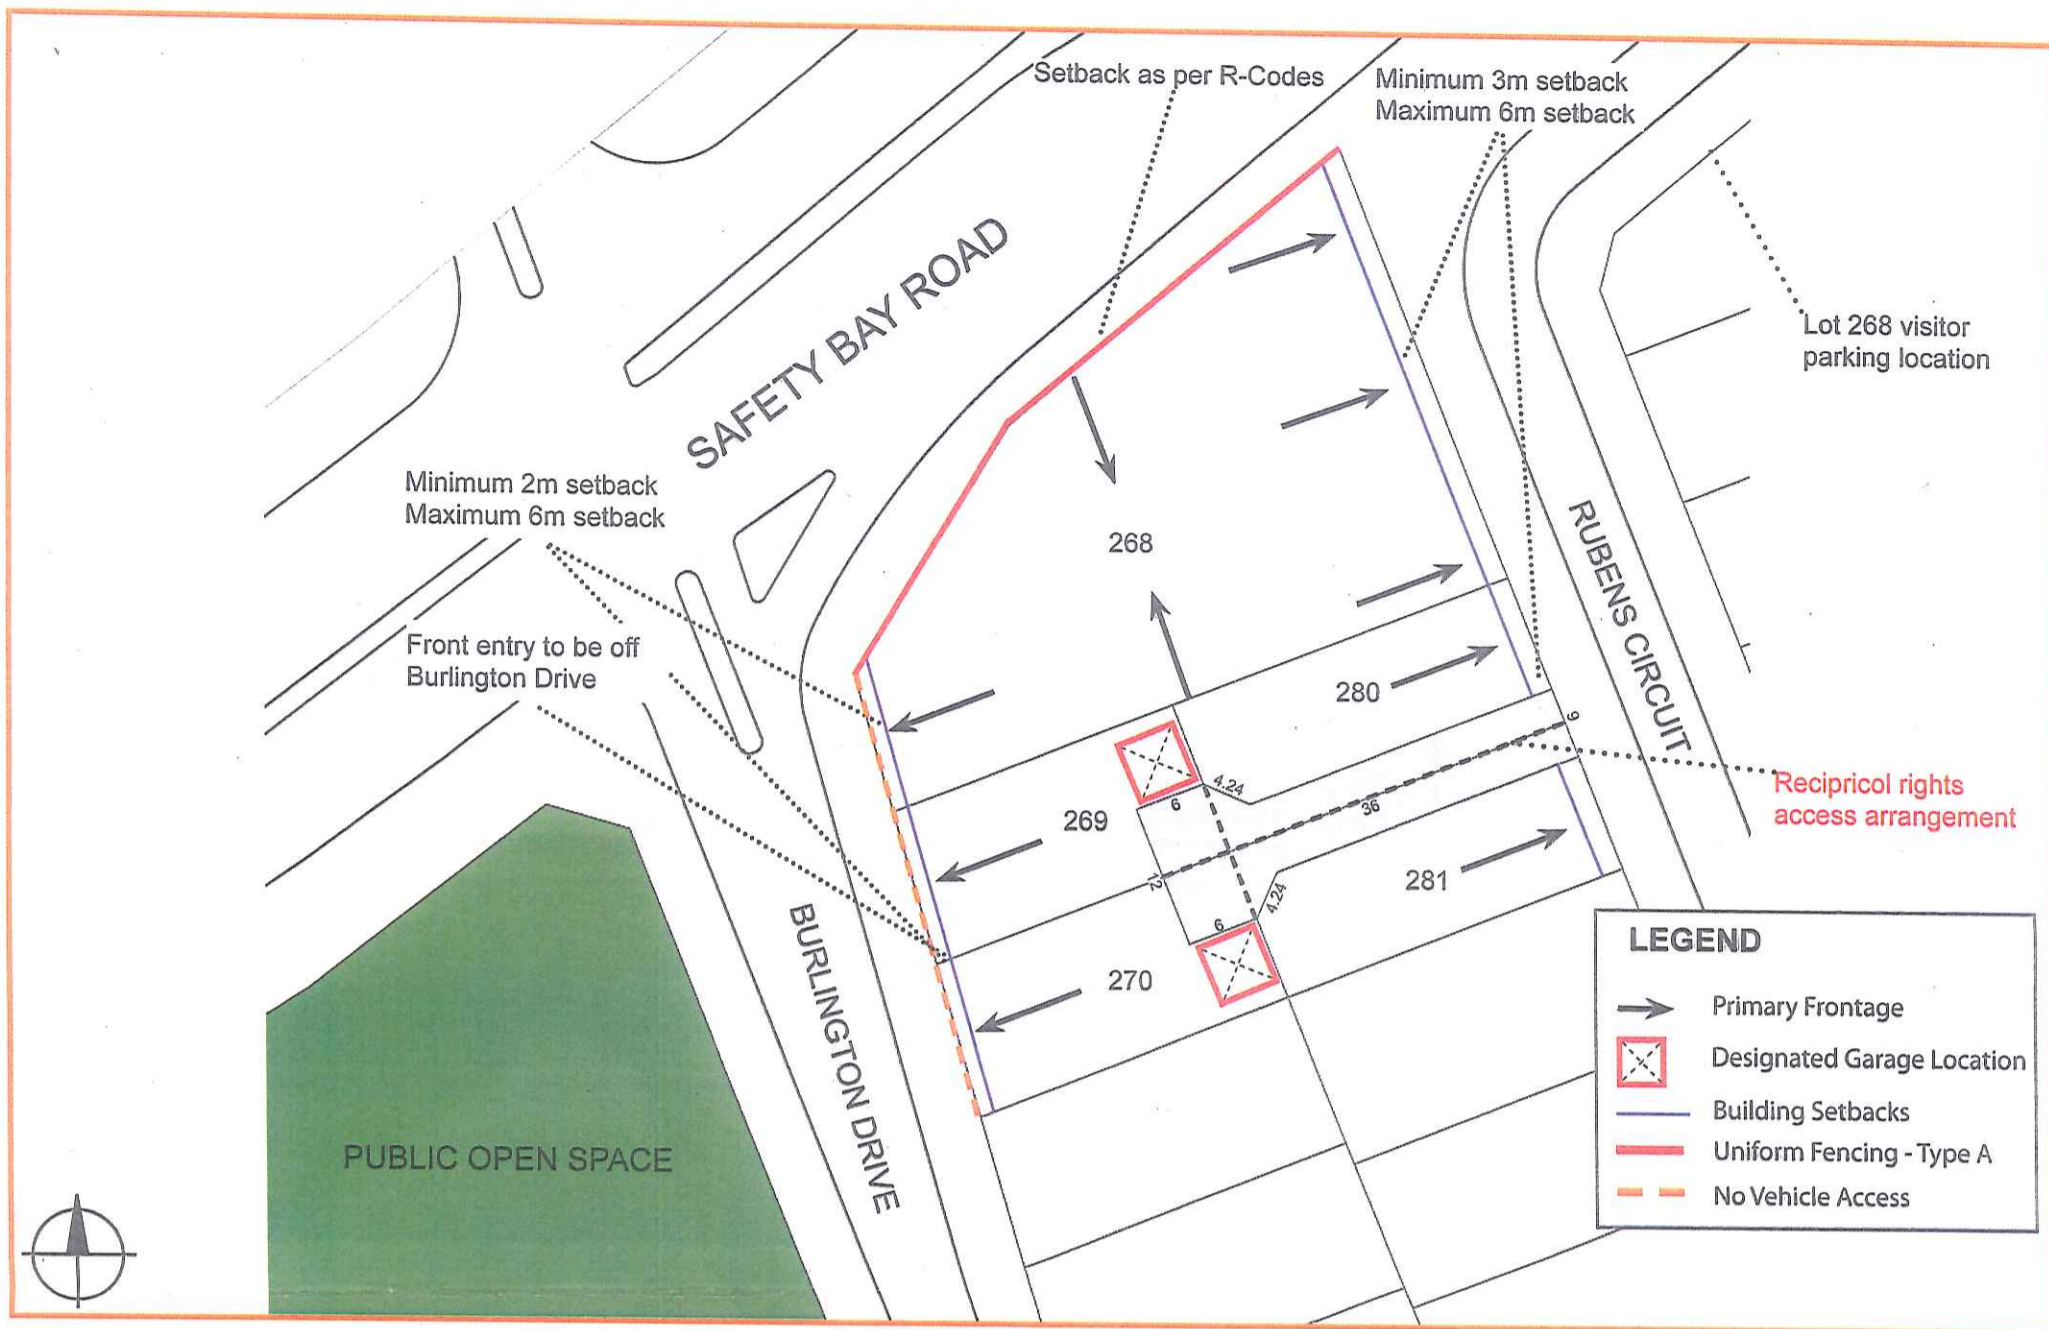 Setback as per R-Codes
Minimum 3m setback
Maximum 6m setback
SAFETY BAY ROAD
Lot 268 visitor
parking location
Minimum 2m setback
Maximum 6m setback
268
RUBENS CIRCUIT
Front entry to be off
Burlington Drive
280
9
4.24
6
269
36
Recipricol rights
access arrangement
12
281
4.24
6
270
BURLINGTON DRIVE
PUBLIC OPEN SPACE
LEGEND
Primary Frontage
Designated Garage Location
Building Setbacks
Uniform Fencing - Type A
No Vehicle Access